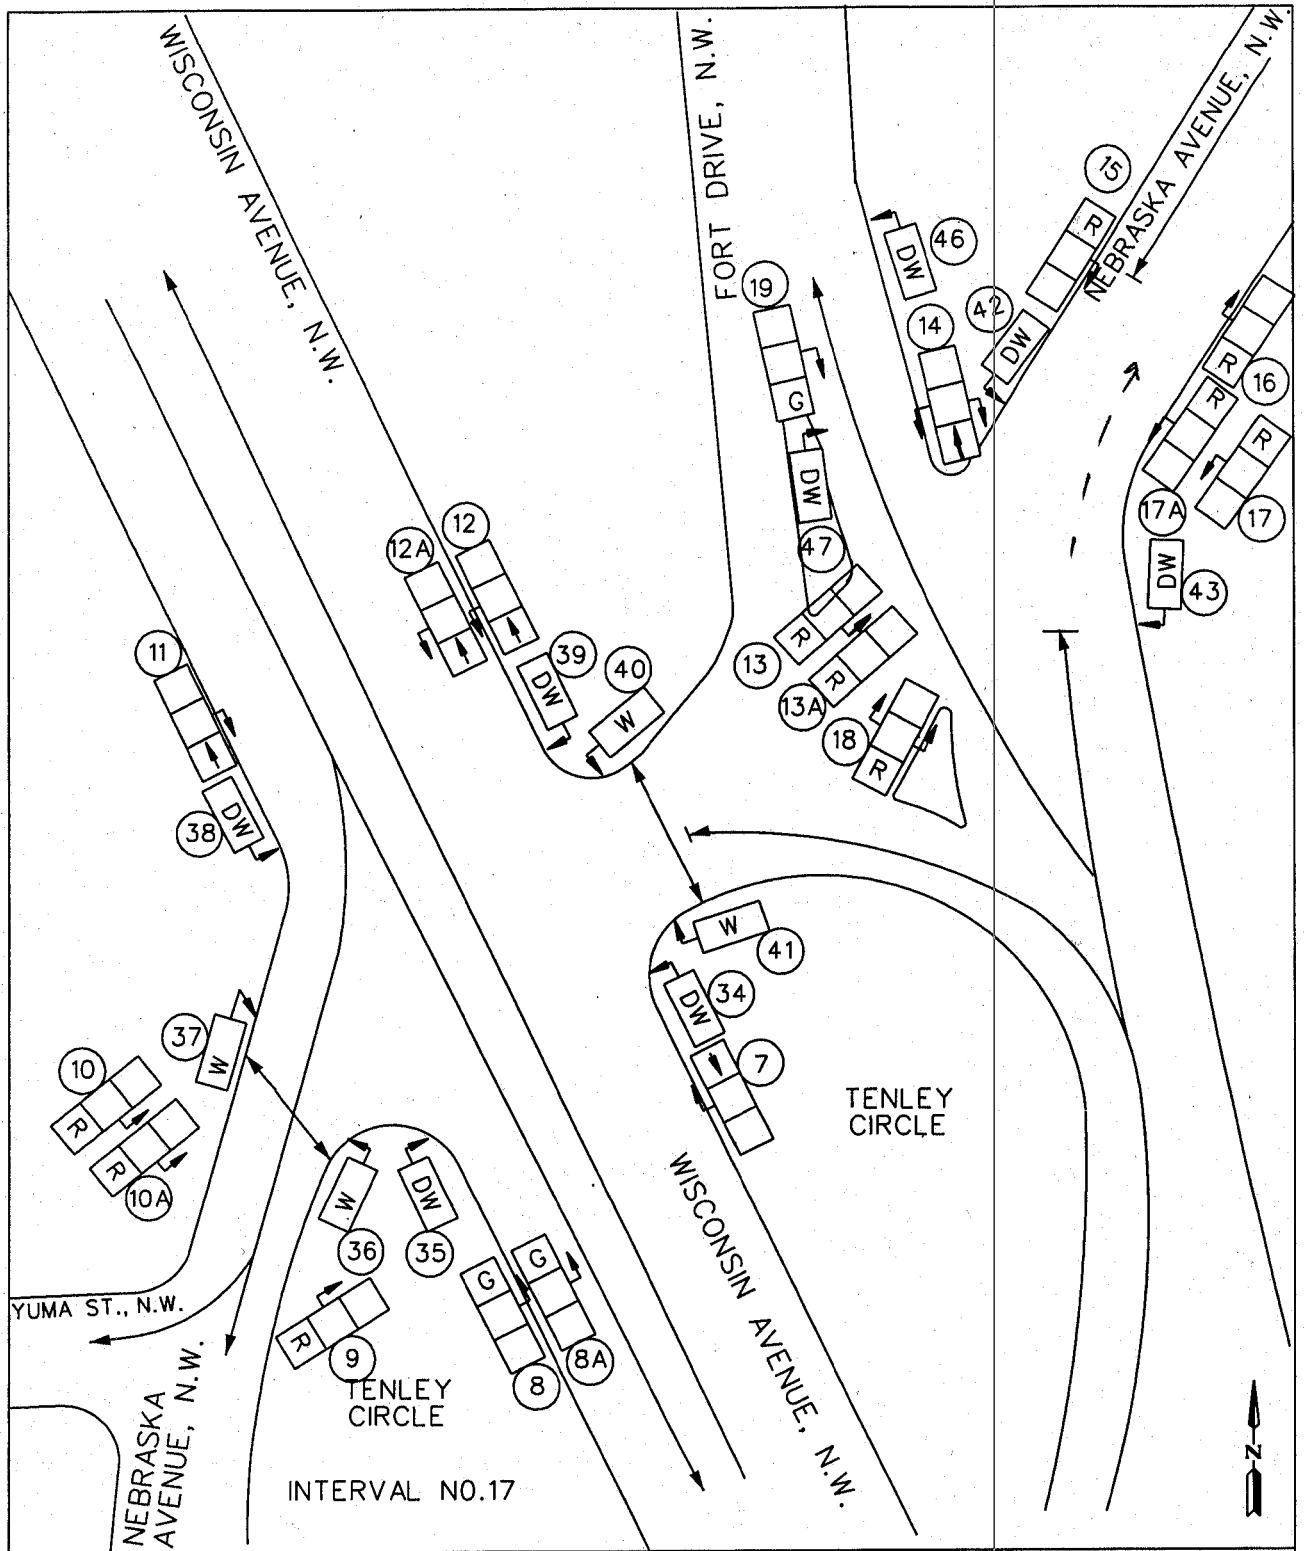 WISCONSIN AVENUE, N.W.
FORT DRIVE, N.W.
NEBRASKA AVENUE, N.W.
15
R
46
DW
19
G
42
DW
14
R
16
R
17A
R
17
DW
47
DW
43
12A
12
11
39
DW
40
W
13
R
13A
R
18
R
38
DW
W
41
34
DW
7
37
W
10
R
10A
R
TENLEY
CIRCLE
W
36
DW
35
G
8
G
8A
R
9
WISCONSIN AVENUE, N.W.
YUMA ST., N.W.
TENLEY
CIRCLE
NEBRASKA
AVENUE, N.W.
INTERVAL NO.17
N